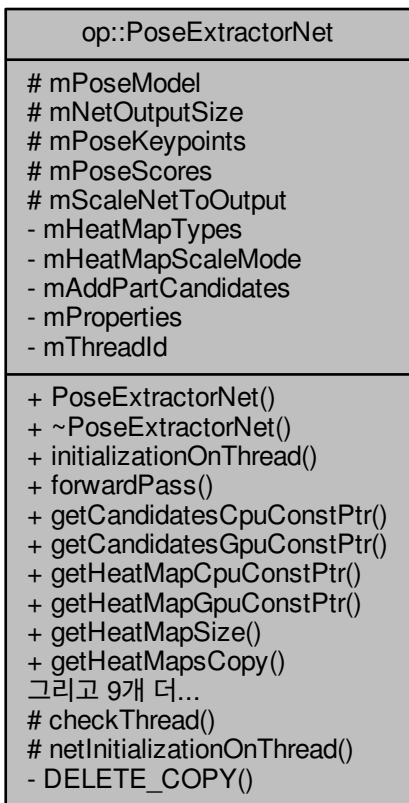 op::PoseExtractorNet
# mPoseModel
# mNetOutputSize
# mPoseKeypoints
# mPoseScores
# mScaleNetToOutput
- mHeatMapTypes
- mHeatMapScaleMode
- mAddPartCandidates
- mProperties
- mThreadId
+ PoseExtractorNet()
+ ~PoseExtractorNet()
+ initializationOnThread()
+ forwardPass()
+ getCandidatesCpuConstPtr()
+ getCandidatesGpuConstPtr()
+ getHeatMapCpuConstPtr()
+ getHeatMapGpuConstPtr()
+ getHeatMapSize()
+ getHeatMapsCopy()
그리고 9개 더...
# checkThread()
# netInitializationOnThread()
- DELETE_COPY()